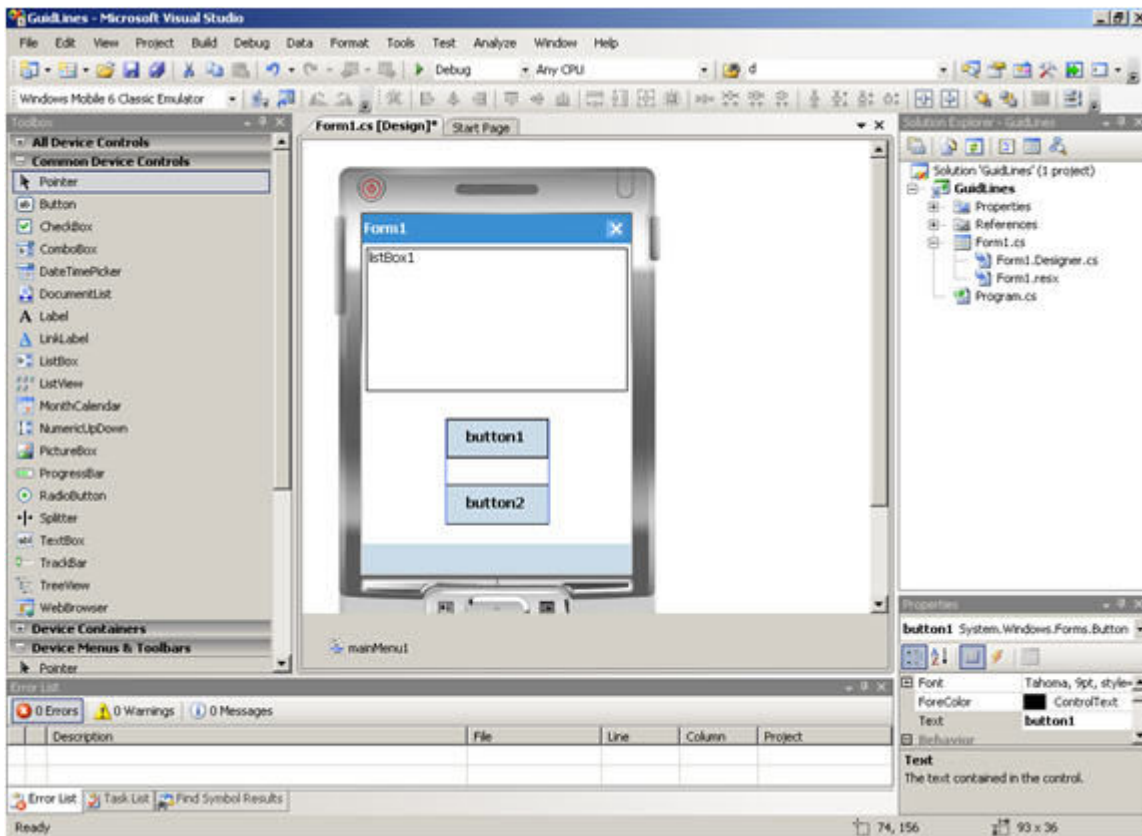 GuidLines - Microsoft Visual Studio
File Edit View Project Build Debug Data Format Tools Test Analyze Window Help
Debug Any CPU d
Windows Mobile 6 Classic Emulator
Toolbox
All Device Controls
Common Device Controls
Pointer
Button
CheckBox
ComboBox
DateTimePicker
DocumentList
A Label
A LinkLabel
ListBox
ListView
MonthCalendar
NumericUpDown
PictureBox
ProgressBar
RadioButton
Splitter
TextBox
TrackBar
TreeView
WebBrowser
Device Containers
Device Menus & Toolbars
Pointer
Form1.cs [Design]* Start Page
Form1
listBox1
button1
button2
mainMenu1
Solution Explorer - GuidLines
Solution 'GuidLines' (1 project)
GuidLines
Properties
References
Form1.cs
Form1.Designer.cs
Form1.resx
Program.cs
Properties
button1 System.Windows.Forms.Button
Font Tahoma, 9pt, style=
ForeColor ControlText
Text button1
Behavior
Text
The text contained in the control.
Error List
0 Errors 0 Warnings 0 Messages
Description File Line Column Project
Error List Task List Find Symbol Results
Ready 74, 156 93 x 36